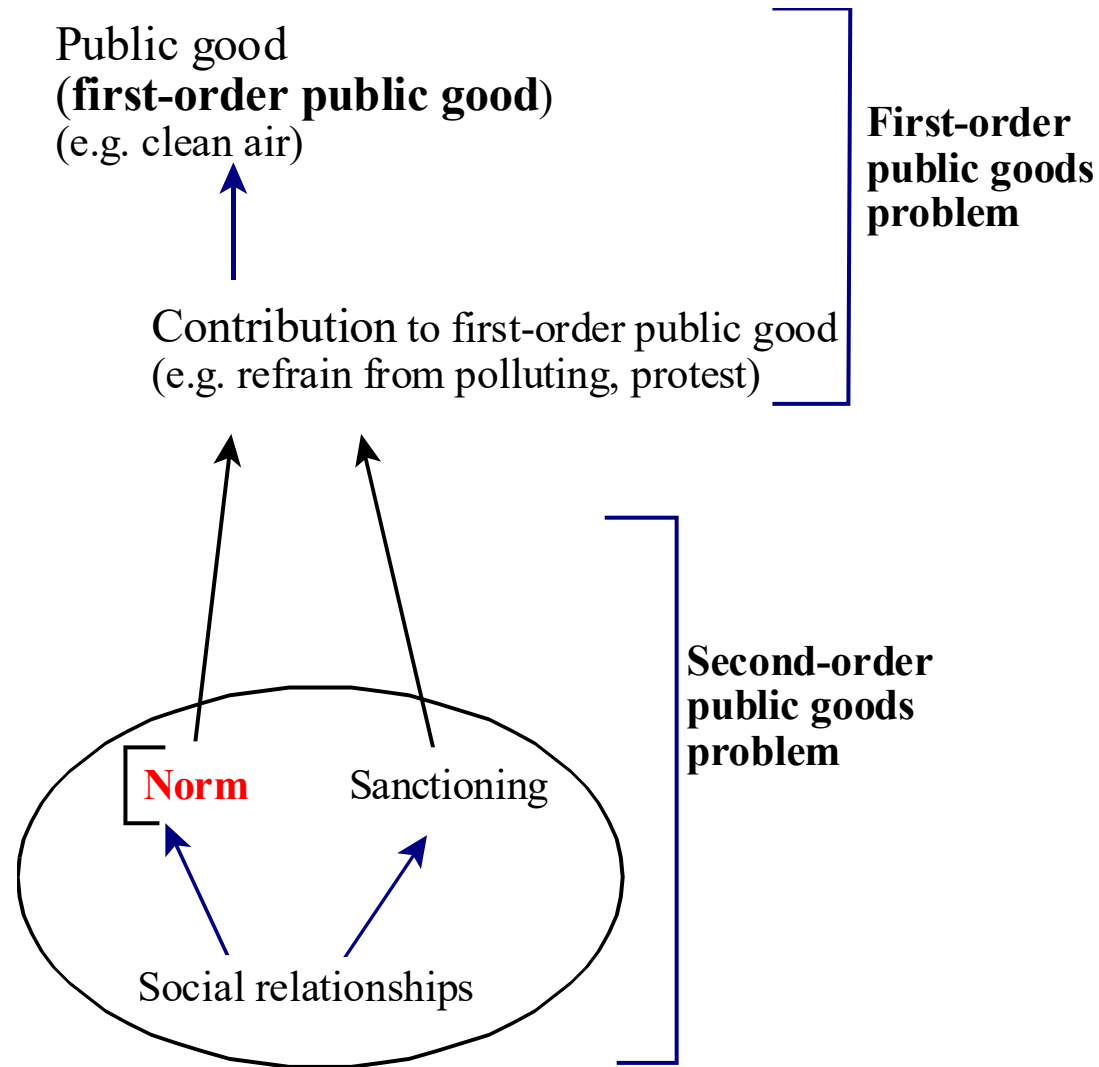 Public good
(first-order public good)
(e.g. clean air)
First-order
public goods
problem
Contribution to first-order public good
(e.g. refrain from polluting, protest)
Second-order
public goods
problem
Norm
Sanctioning
Social relationships